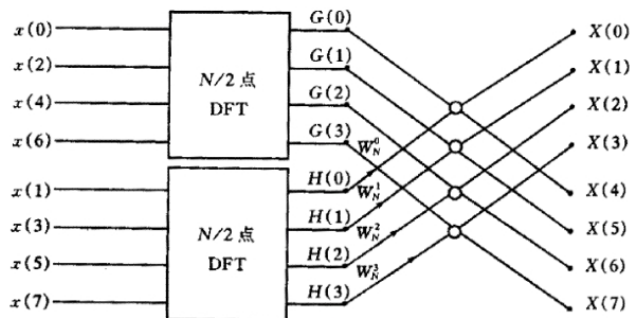 x(0)
x(2)
x(4)
x(6)
N/2 点
DFT
G(0)
G(1)
G(2)
G(3)
x(1)
x(3)
x(5)
x(7)
N/2 点
DFT
H(0)
H(1)
H(2)
H(3)
W_N^0
W_N^1
W_N^2
W_N^3
X(0)
X(1)
X(2)
X(3)
X(4)
X(5)
X(6)
X(7)